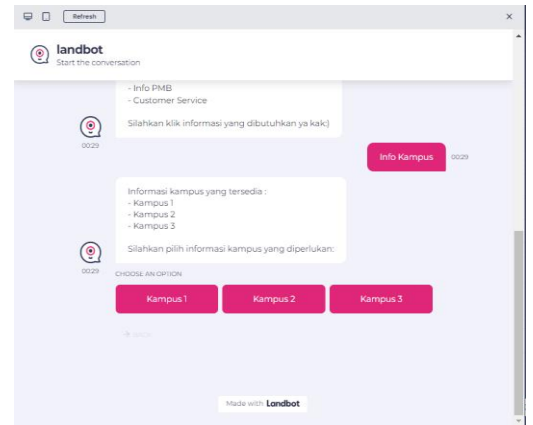 Refresh
landbot
Start the conversation
- Info PMB
- Customer Service
Silahkan klik informasi yang dibutuhkan ya kak:)
00:29
Info Kampus
00:29
Informasi kampus yang tersedia :
- Kampus 1
- Kampus 2
- Kampus 3
Silahkan pilih informasi kampus yang diperlukan:
00:29
CHOOSE AN OPTION
Kampus 1
Kampus 2
Kampus 3
Made with Landbot